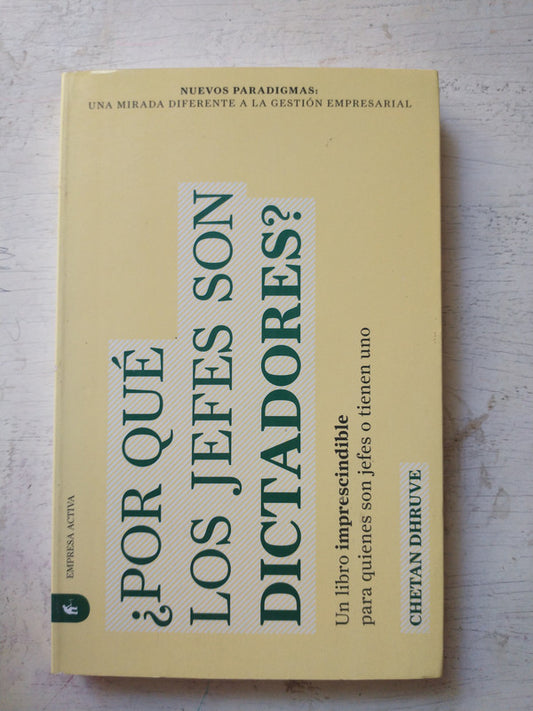 NUEVOS PARADIGMAS:
UNA MIRADA DIFERENTE A LA GESTIÓN EMPRESARIAL
¿POR QUÉ
LOS JEFES SON
DICTADORES?
Un libro imprescindible
para quienes son jefes o tienen uno
CHETAN DHRUVE
EMPRESA ACTIVA